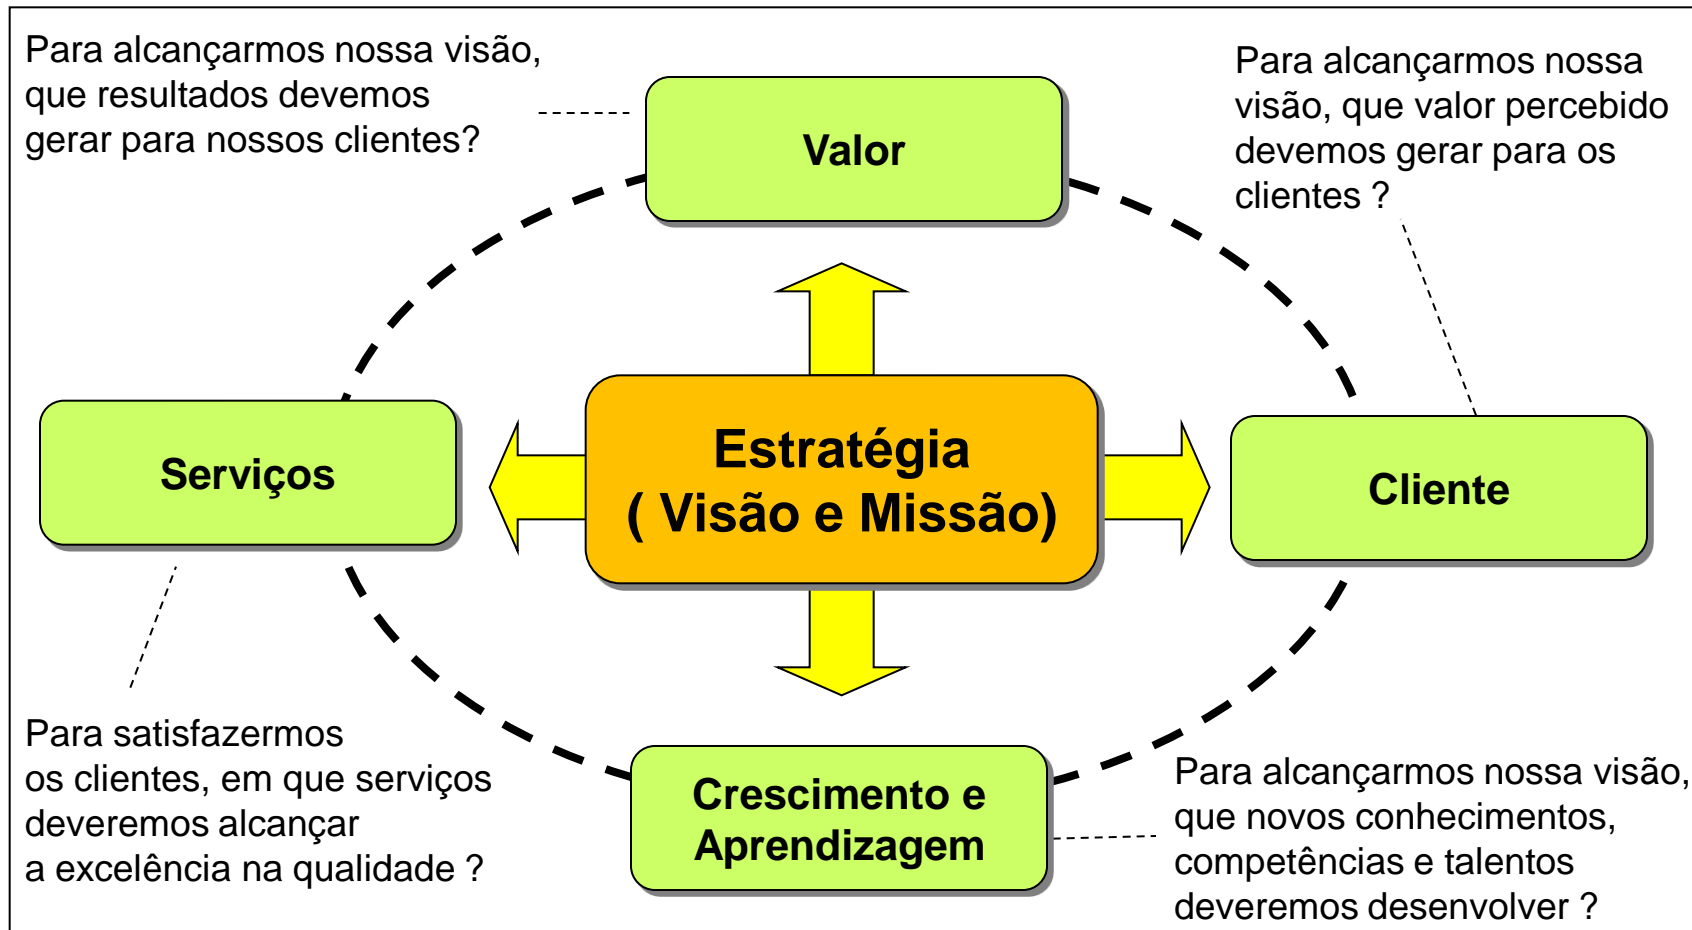 Para alcançarmos nossa visão,
que resultados devemos
gerar para nossos clientes?
Valor
Para alcançarmos nossa
visão, que valor percebido
devemos gerar para os
clientes ?
Serviços
Estratégia
( Visão e Missão)
Cliente
Para satisfazermos
os clientes, em que serviços
deveremos alcançar
a excelência na qualidade ?
Crescimento e
Aprendizagem
Para alcançarmos nossa visão,
que novos conhecimentos,
competências e talentos
deveremos desenvolver ?